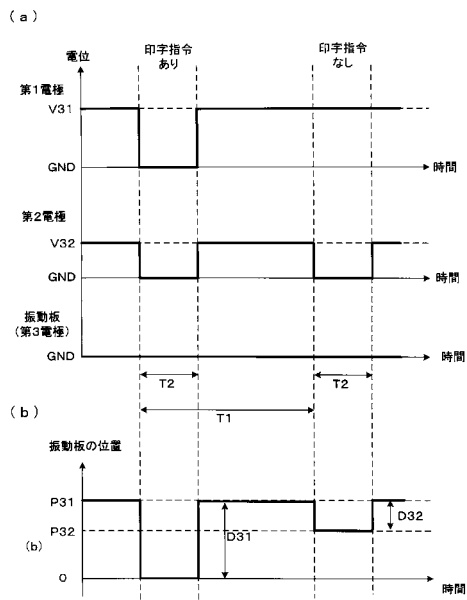 (a)
電位
印字指令
あり
印字指令
なし
第1電極
V31
GND
時間
第2電極
V32
GND
時間
振動板
(第3電極)
GND
時間
T2
T2
T1
(b)
振動板の位置
P31
P32
D31
D32
(b)
0
時間